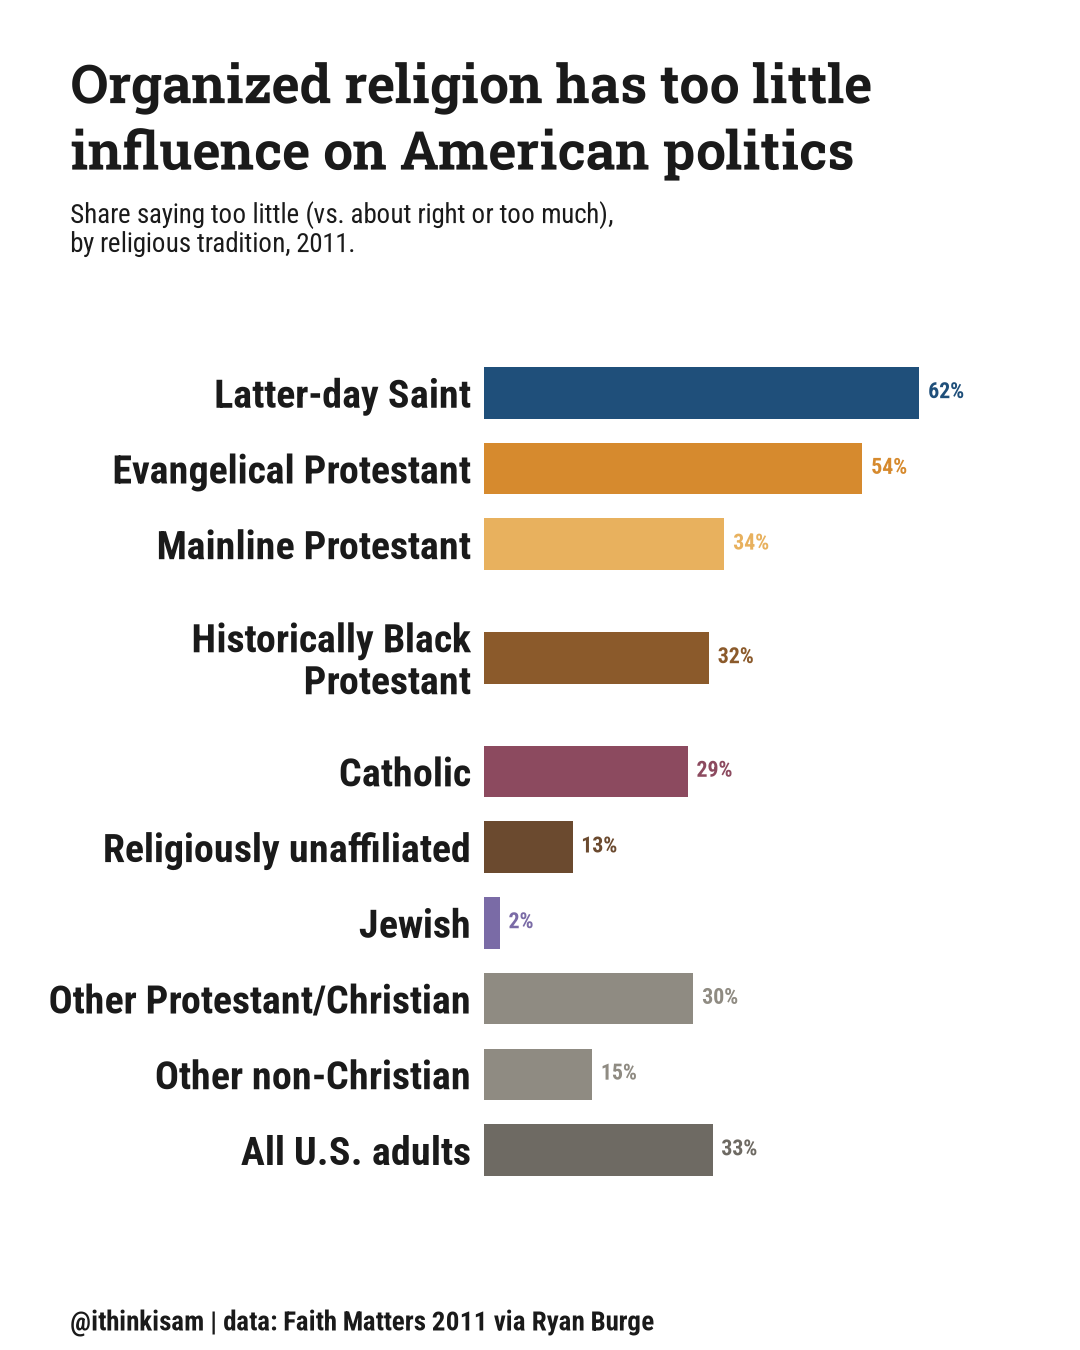 Organized religion has too little
influence on American politics
Share saying too little (vs. about right or too much),
by religious tradition, 2011.
Latter-day Saint
62%
Evangelical Protestant
54%
Mainline Protestant
34%
Historically Black
Protestant
32%
Catholic
29%
Religiously unaffiliated
13%
Jewish
2%
Other Protestant/Christian
30%
Other non-Christian
15%
All U.S. adults
33%
@ithinkisam | data: Faith Matters 2011 via Ryan Burge